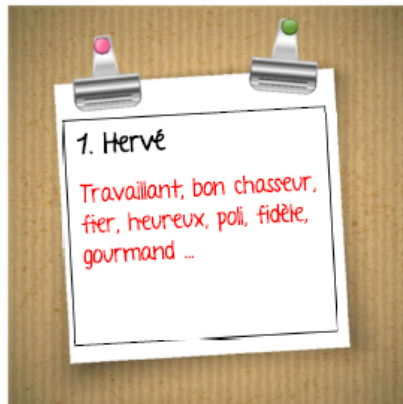 1. Hervé
Travaillant, bon chasseur,
fier, heureux, poli, fidèle,
gourmand ...